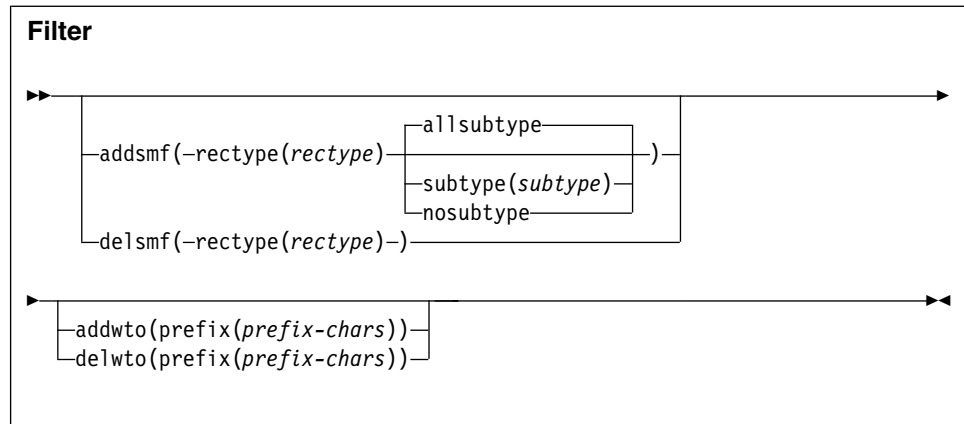 Filter
allsubtype
addsmf(rectype(rectype) )
subtype(subtype)
nosubtype
delsmf(rectype(rectype) )
addwto(prefix(prefix-chars))
delwto(prefix(prefix-chars))